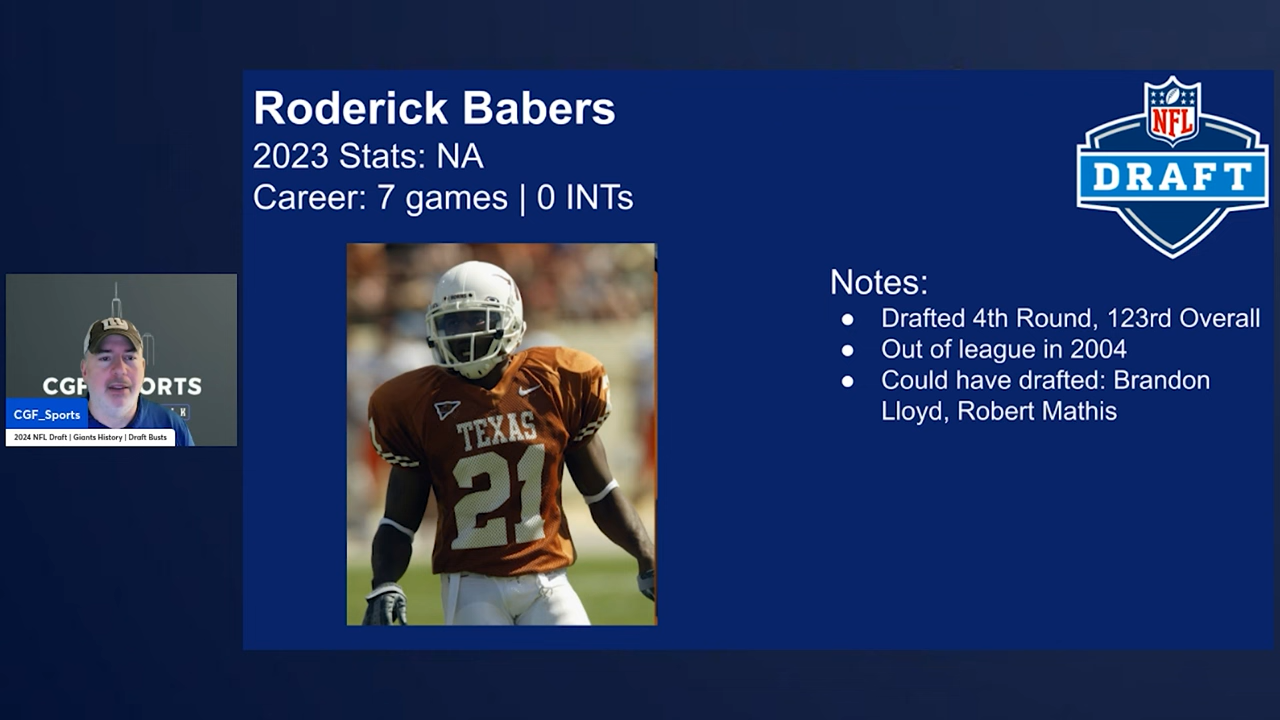 Roderick Babers
2023 Stats: NA
Career: 7 games | 0 INTs
NFL
DRAFT
Notes:
● Drafted 4th Round, 123rd Overall
● Out of league in 2004
● Could have drafted: Brandon
Lloyd, Robert Mathis
TEXAS
21
CGF_Sports
2024 NFL Draft | Giants History | Draft Busts